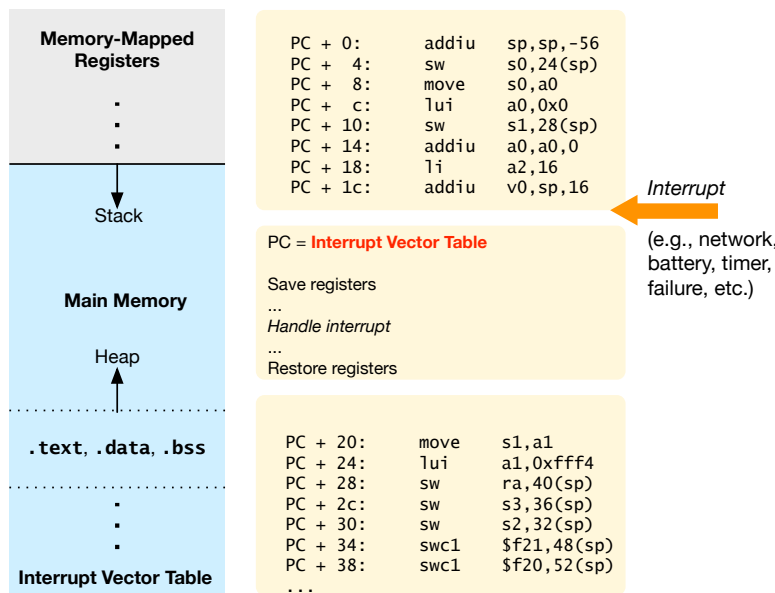 Memory-Mapped
Registers
.
.
.
Stack
Main Memory
Heap
.text, .data, .bss
.
.
.
Interrupt Vector Table
PC + 0: addiu sp,sp,-56
PC + 4: sw s0,24(sp)
PC + 8: move s0,a0
PC + c: lui a0,0x0
PC + 10: sw s1,28(sp)
PC + 14: addiu a0,a0,0
PC + 18: li a2,16
PC + 1c: addiu v0,sp,16
Interrupt
(e.g., network,
battery, timer,
failure, etc.)
PC = Interrupt Vector Table
Save registers
...
Handle interrupt
...
Restore registers
PC + 20: move s1,a1
PC + 24: lui a1,0xfff4
PC + 28: sw ra,40(sp)
PC + 2c: sw s3,36(sp)
PC + 30: sw s2,32(sp)
PC + 34: swc1 $f21,48(sp)
PC + 38: swc1 $f20,52(sp)
...